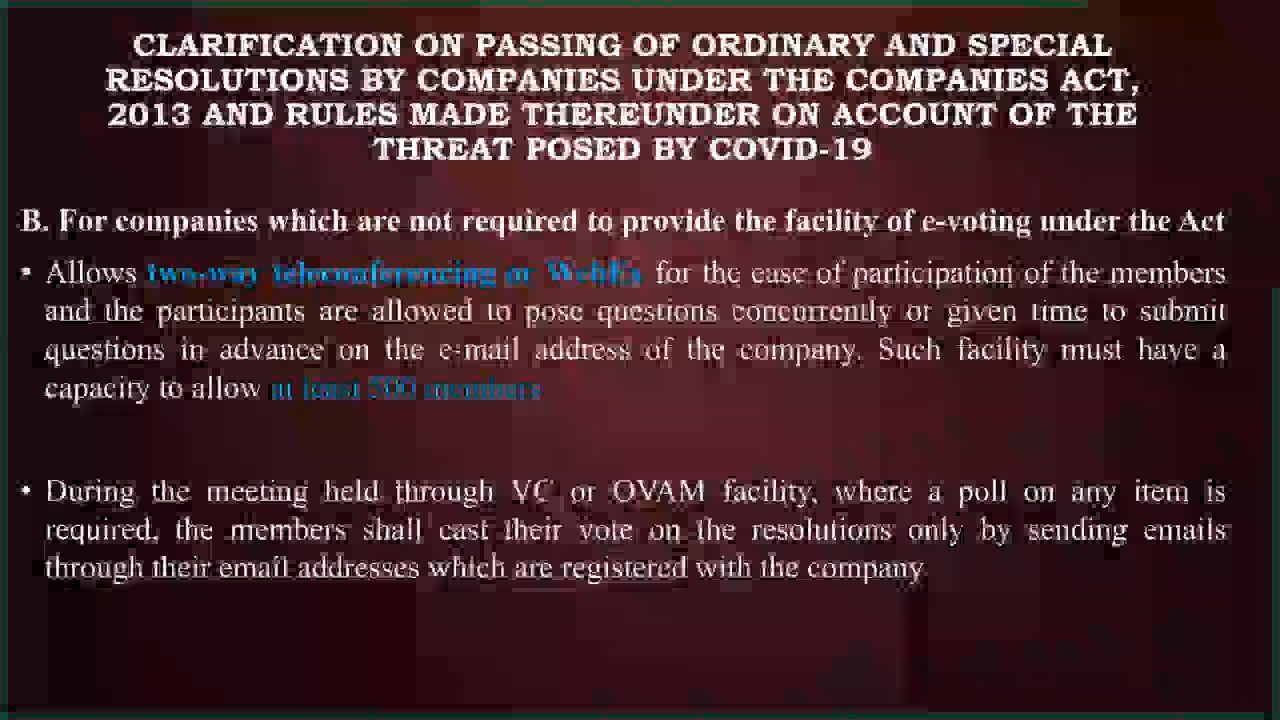 CLARIFICATION ON PASSING OF ORDINARY AND SPECIAL
RESOLUTIONS BY COMPANIES UNDER THE COMPANIES ACT,
2013 AND RULES MADE THEREUNDER ON ACCOUNT OF THE
THREAT POSED BY COVID-19
B. For companies which are not required to provide the facility of e-voting under the Act
• Allows two-way teleconferencing or WebEx for the ease of participation of the members
and the participants are allowed to pose questions concurrently or given time to submit
questions in advance on the e-mail address of the company. Such facility must have a
capacity to allow at least 500 members
• During the meeting held through VC or OVAM facility, where a poll on any item is
required, the members shall cast their vote on the resolutions only by sending emails
through their email addresses which are registered with the company